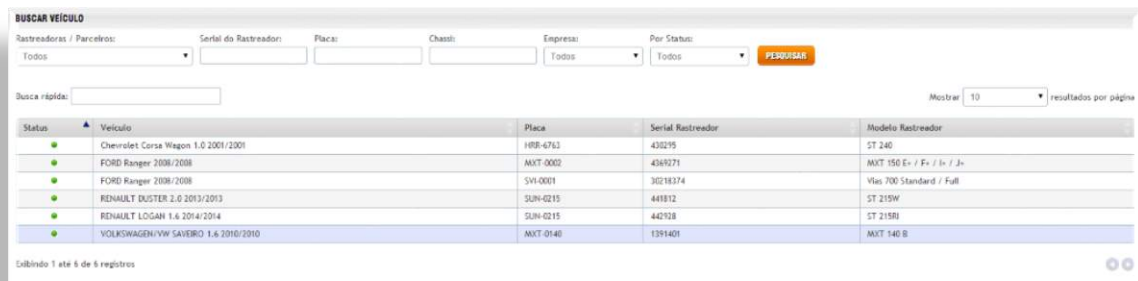 BUSCAR VEÍCULO
Rastreadoras / Parceiros: Serial do Rastreador: Placa: Chassi: Empresa: Por Status:
Todos Todos Todos PESQUISAR
Busca rápida: Mostrar 10 resultados por página
Status Veículo Placa Serial Rastreador Modelo Rastreador
Chevrolet Corsa Wagon 1.0 2001/2001 HRR-6763 438295 ST 240
FORD Ranger 2008/2008 MXT-0002 4369271 MXT 150 E+ / F+ / I+ / J+
FORD Ranger 2008/2008 SVI-0001 30218374 Vias 700 Standard / Full
RENAULT DUSTER 2.0 2013/2013 SUN-0215 441812 ST 215W
RENAULT LOGAN 1.6 2014/2014 SUN-0215 442928 ST 215RI
VOLKSWAGEN/VW SAVEIRO 1.6 2010/2010 MXT-0140 1391401 MXT 140 B
Exibindo 1 até 6 de 6 registros